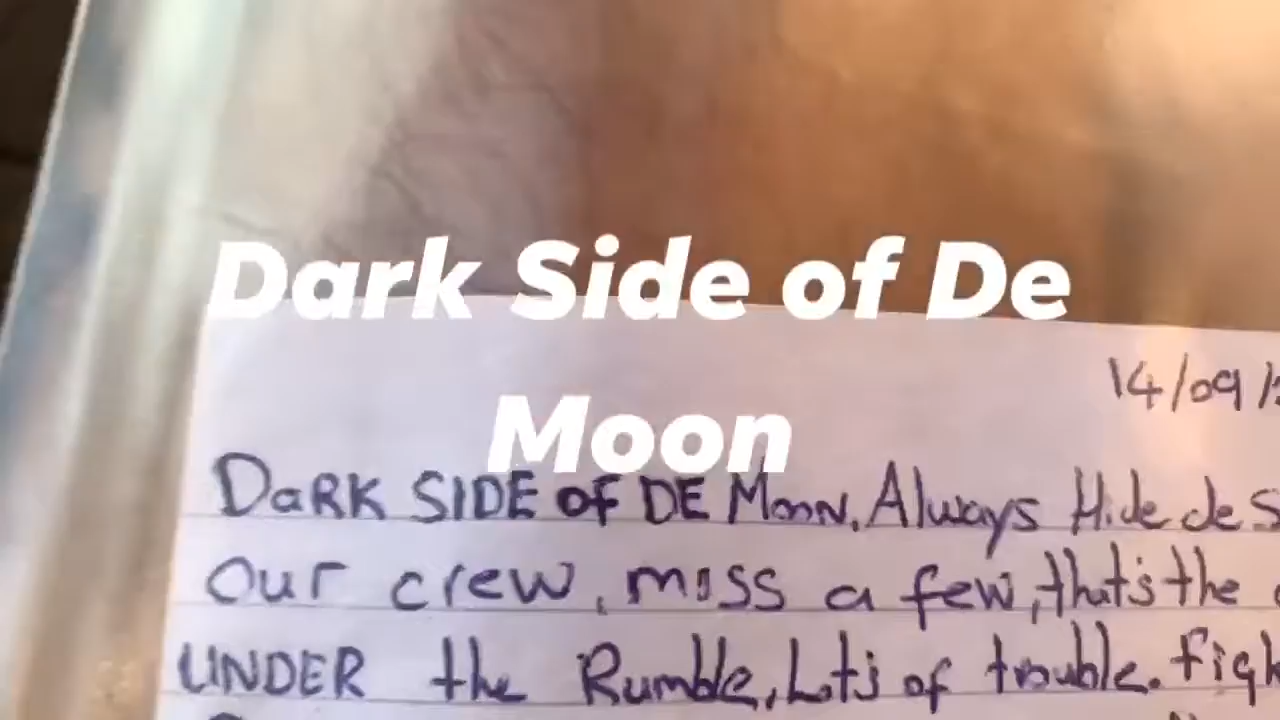 Dark Side of De
Moon
14/09/
DaRK SIDE of DE Moon. Always Hide de S
Our crew, miss a few, that's the
UNDER the Rumble, Lots of trouble. Figh